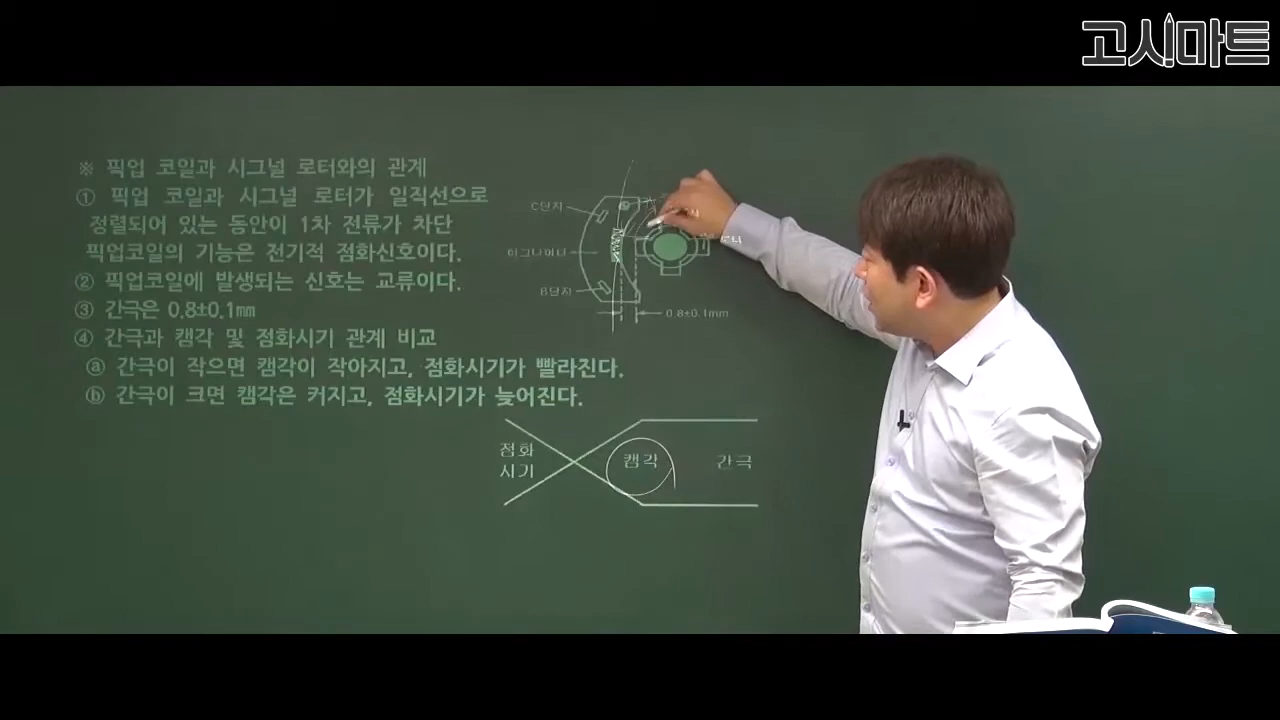 고시마트
※ 픽업 코일과 시그널 로터와의 관계
① 픽업 코일과 시그널 로터가 일직선으로
정렬되어 있는 동안이 1차 전류가 차단
픽업코일의 기능은 전기적 점화신호이다.
② 픽업코일에 발생되는 신호는 교류이다.
③ 간극은 0.8±0.1㎜
④ 간극과 캠각 및 점화시기 관계 비교
ⓐ 간극이 작으면 캠각이 작아지고, 점화시기가 빨라진다.
ⓑ 간극이 크면 캠각은 커지고, 점화시기가 늦어진다.
C단자
이그나이터
B단자
0.8±0.1mm
점화
시기
캠각
간극